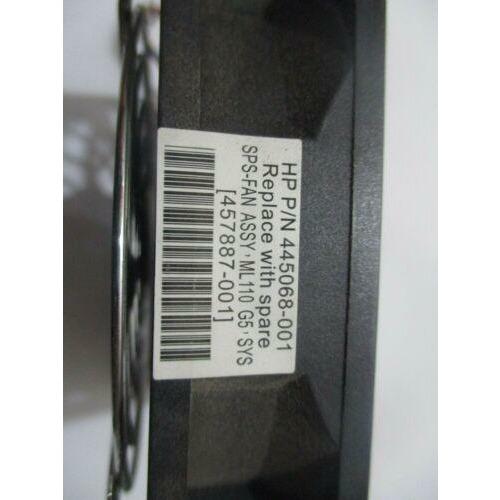 HP P/N 445068-001
Replace with spare
SPS-FAN ASSY，ML110 G5，SYS
[457887-001]